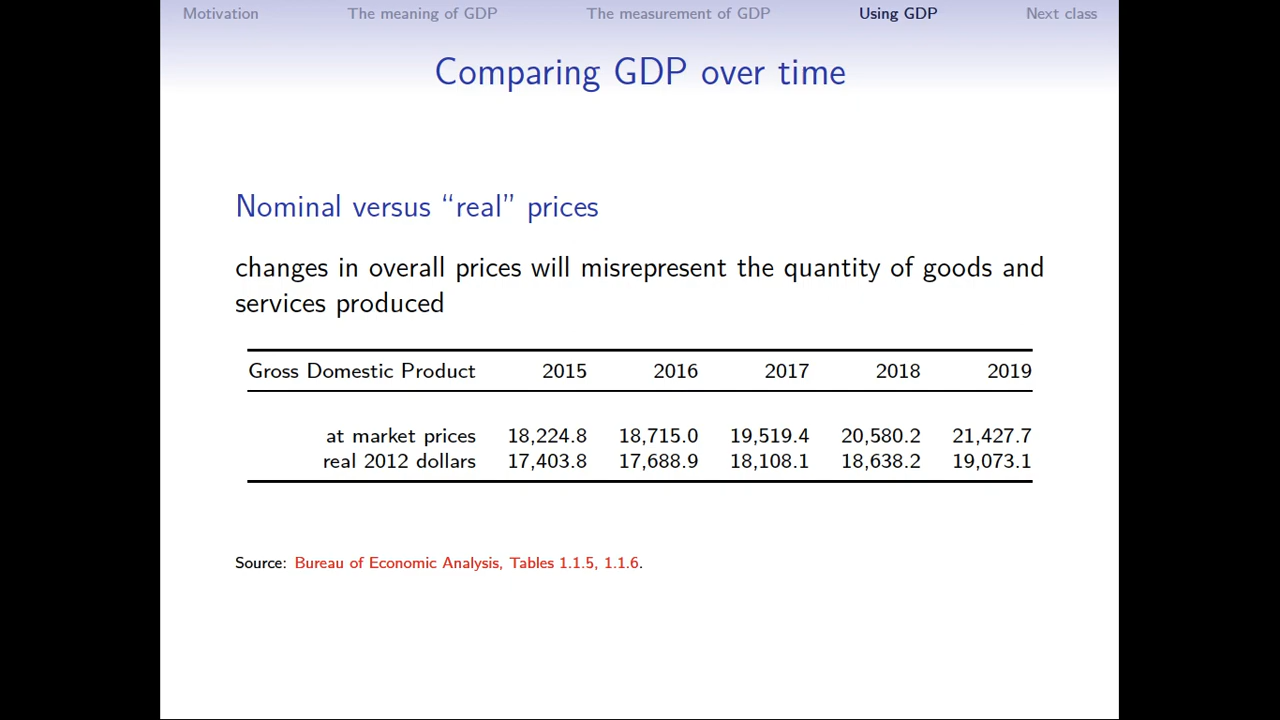 Motivation The meaning of GDP The measurement of GDP Using GDP Next class
Comparing GDP over time
Nominal versus “real” prices
changes in overall prices will misrepresent the quantity of goods and
services produced
Gross Domestic Product 2015 2016 2017 2018 2019
at market prices 18,224.8 18,715.0 19,519.4 20,580.2 21,427.7
real 2012 dollars 17,403.8 17,688.9 18,108.1 18,638.2 19,073.1
Source: Bureau of Economic Analysis, Tables 1.1.5, 1.1.6.